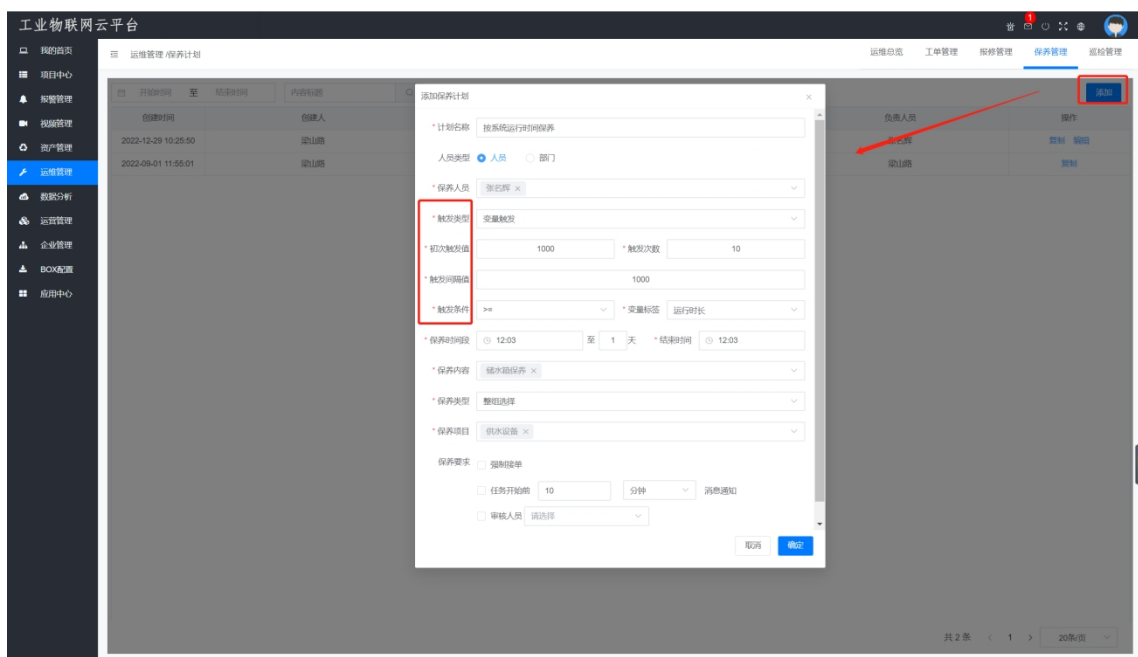 工业物联网云平台
1
我的首页
项目中心
报警管理
视频管理
资产管理
运维管理
数据分析
运营管理
企业管理
BOX配置
应用中心
运维管理 /保养计划
运维总览 工单管理 报修管理 保养管理 巡检管理
开始时间 至 结束时间 内容标题 添加
创建时间 创建人 负责人员 操作
2022-12-29 10:25:50 梁山路 张名辉 复制 编辑
2022-09-01 11:55:01 梁山路 梁山路 复制
添加保养计划 ×
* 计划名称 按系统运行时间保养
人员类型 人员 部门
* 保养人员 张名辉 ×
* 触发类型 变量触发
* 初次触发值 1000 * 触发次数 10
* 触发间隔值 1000
* 触发条件 >= * 变量标签 运行时长
* 保养时间段 12:03 至 1 天 * 结束时间 12:03
* 保养内容 储水箱保养 ×
* 保养类型 整组选择
* 保养项目 供水设备 ×
保养要求 强制接单
任务开始前 10 分钟 消息通知
审核人员 请选择
取消 确定
共 2 条 < 1 > 20条/页